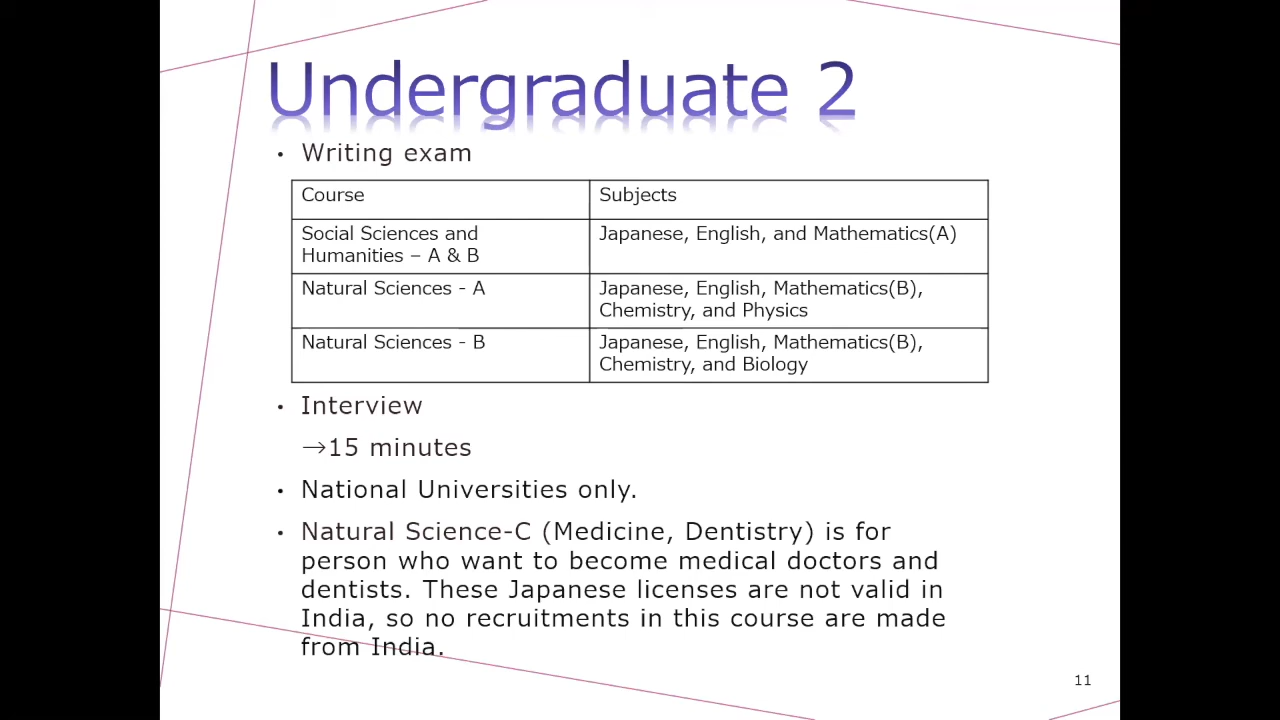 Undergraduate 2
• Writing exam
Course Subjects
Social Sciences and Japanese, English, and Mathematics(A)
Humanities – A & B
Natural Sciences - A Japanese, English, Mathematics(B),
Chemistry, and Physics
Natural Sciences - B Japanese, English, Mathematics(B),
Chemistry, and Biology
• Interview
→15 minutes
• National Universities only.
• Natural Science-C (Medicine, Dentistry) is for
person who want to become medical doctors and
dentists. These Japanese licenses are not valid in
India, so no recruitments in this course are made
from India.
11